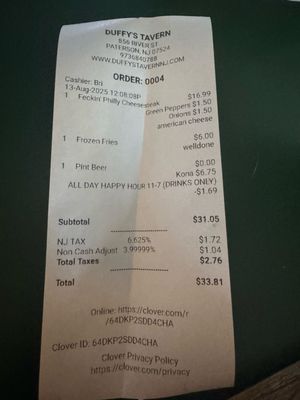 DUFFY'S TAVERN
856 RIVER ST
PATERSON, NJ 07524
9736840788
WWW.DUFFYSTAVERNNJ.COM
ORDER: 0004
Cashier: Bri
13-Aug-2025 12:08:08P
1 Feckin' Philly Cheesesteak $16.99
Green Peppers $1.50
Onions $1.50
american cheese
1 Frozen Fries $6.00
welldone
1 Pint Beer $0.00
Kona $6.75
ALL DAY HAPPY HOUR 11-7 (DRINKS ONLY)
-$1.69
Subtotal $31.05
NJ TAX 6.625% $1.72
Non Cash Adjust 3.99999% $1.04
Total Taxes $2.76
Total $33.81
Online: https://clover.com/r
/64DKP2SDD4CHA
Clover ID: 64DKP2SDD4CHA
Clover Privacy Policy
https://clover.com/privacy